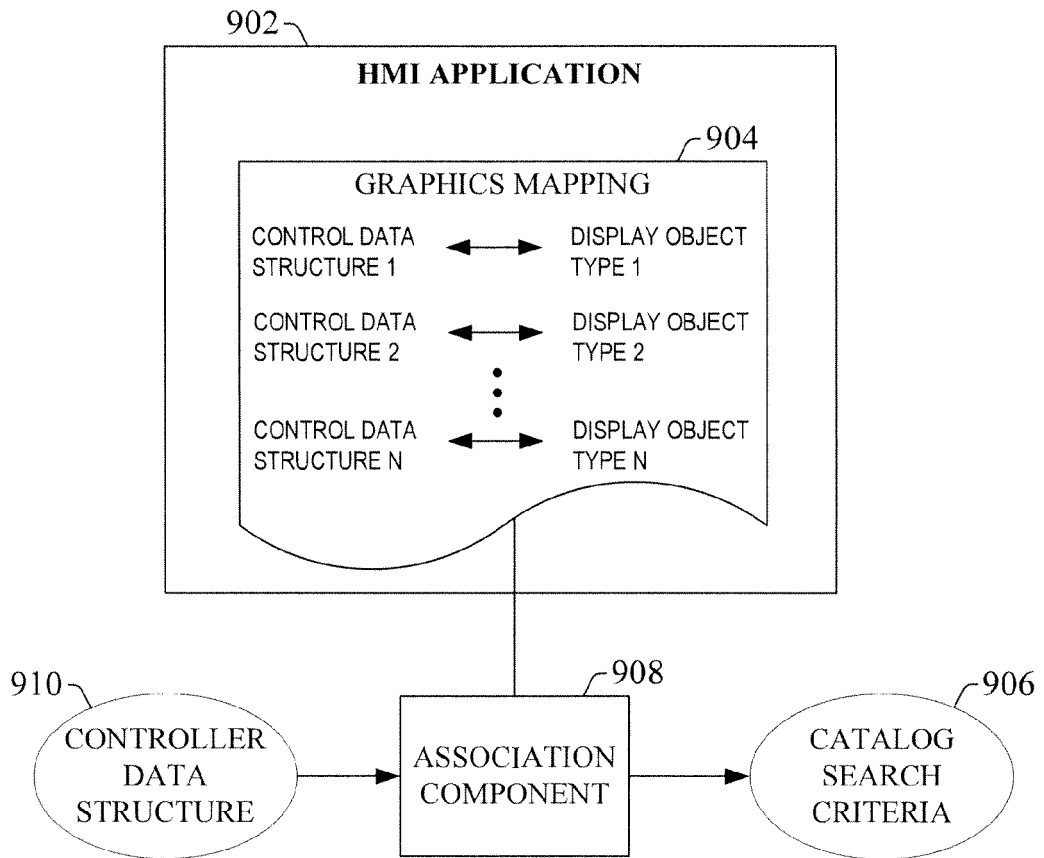 902
HMI APPLICATION
904
GRAPHICS MAPPING
CONTROL DATA
STRUCTURE 1
DISPLAY OBJECT
TYPE 1
CONTROL DATA
STRUCTURE 2
DISPLAY OBJECT
TYPE 2
CONTROL DATA
STRUCTURE N
DISPLAY OBJECT
TYPE N
910
CONTROLLER
DATA
STRUCTURE
908
ASSOCIATION
COMPONENT
906
CATALOG
SEARCH
CRITERIA